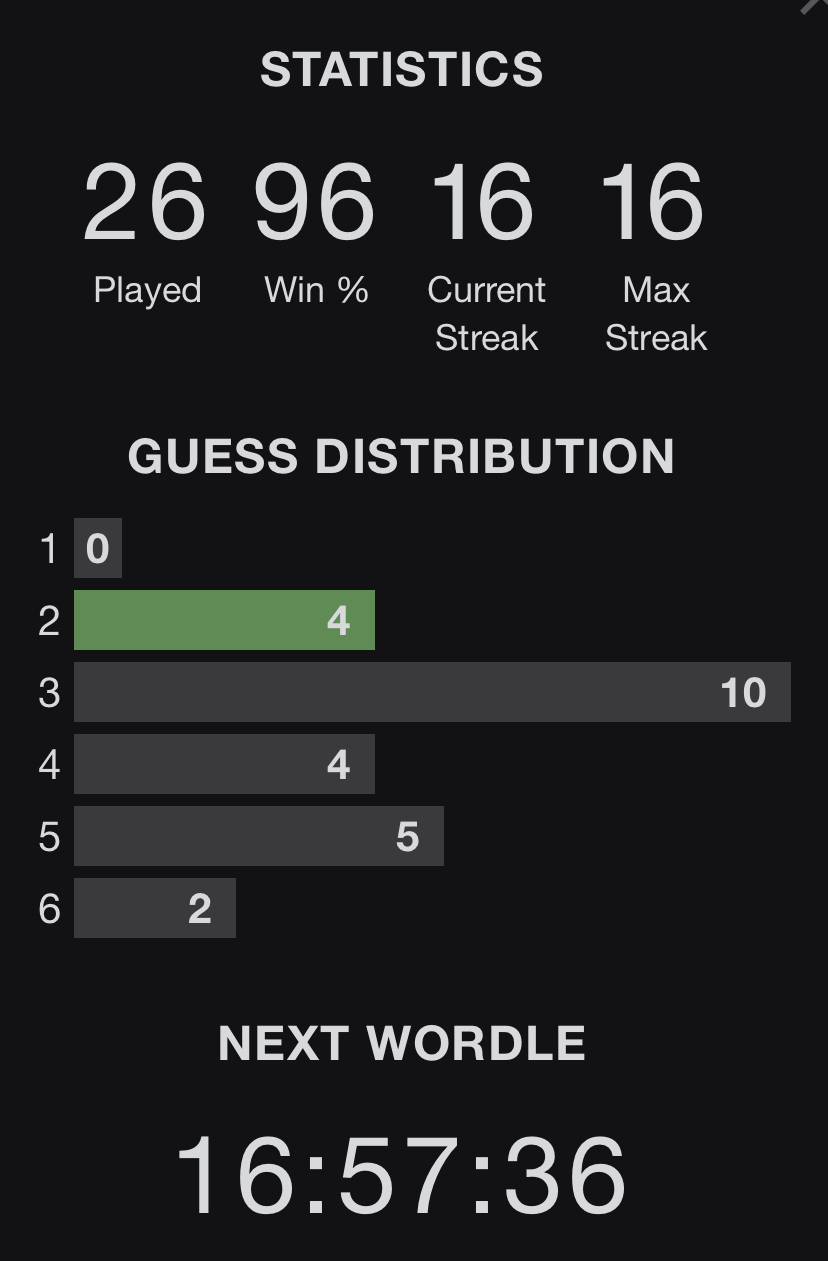 STATISTICS
26 96 16 16
Played Win % Current Max
Streak Streak
GUESS DISTRIBUTION
1 0
2 4
3 10
4 4
5 5
6 2
NEXT WORDLE
16:57:36